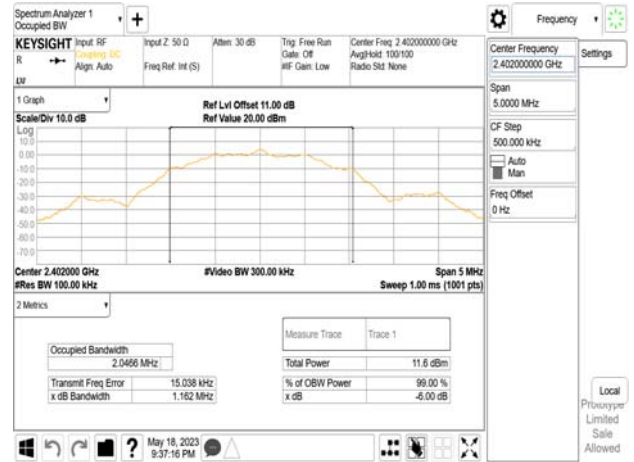 Spectrum Analyzer 1
Occupied BW
+
Frequency
KEYSIGHT
R
LU
Input: RF
Coupling: DC
Align: Auto
Input Z: 50 Ω
Freq Ref: Int (S)
Atten: 30 dB
Trig: Free Run
Gate: Off
#IF Gain: Low
Center Freq: 2.402000000 GHz
Avg|Hold: 100/100
Radio Std: None
Center Frequency
2.402000000 GHz
Settings
Span
5.0000 MHz
CF Step
500.000 kHz
Auto
Man
Freq Offset
0 Hz
1 Graph
Scale/Div 10.0 dB
Ref Lvl Offset 11.00 dB
Ref Value 20.00 dBm
Log
10.0
0.00
-10.0
-20.0
-30.0
-40.0
-50.0
-60.0
-70.0
Center 2.402000 GHz
#Res BW 100.00 kHz
#Video BW 300.00 kHz
Span 5 MHz
Sweep 1.00 ms (1001 pts)
2 Metrics
Measure Trace Trace 1
Occupied Bandwidth
2.0466 MHz
Total Power 11.6 dBm
Transmit Freq Error 15.038 kHz
% of OBW Power 99.00 %
x dB Bandwidth 1.162 MHz
x dB -6.00 dB
Local
Prototype
Limited
Sale
Allowed
?
May 18, 2023
9:37:16 PM